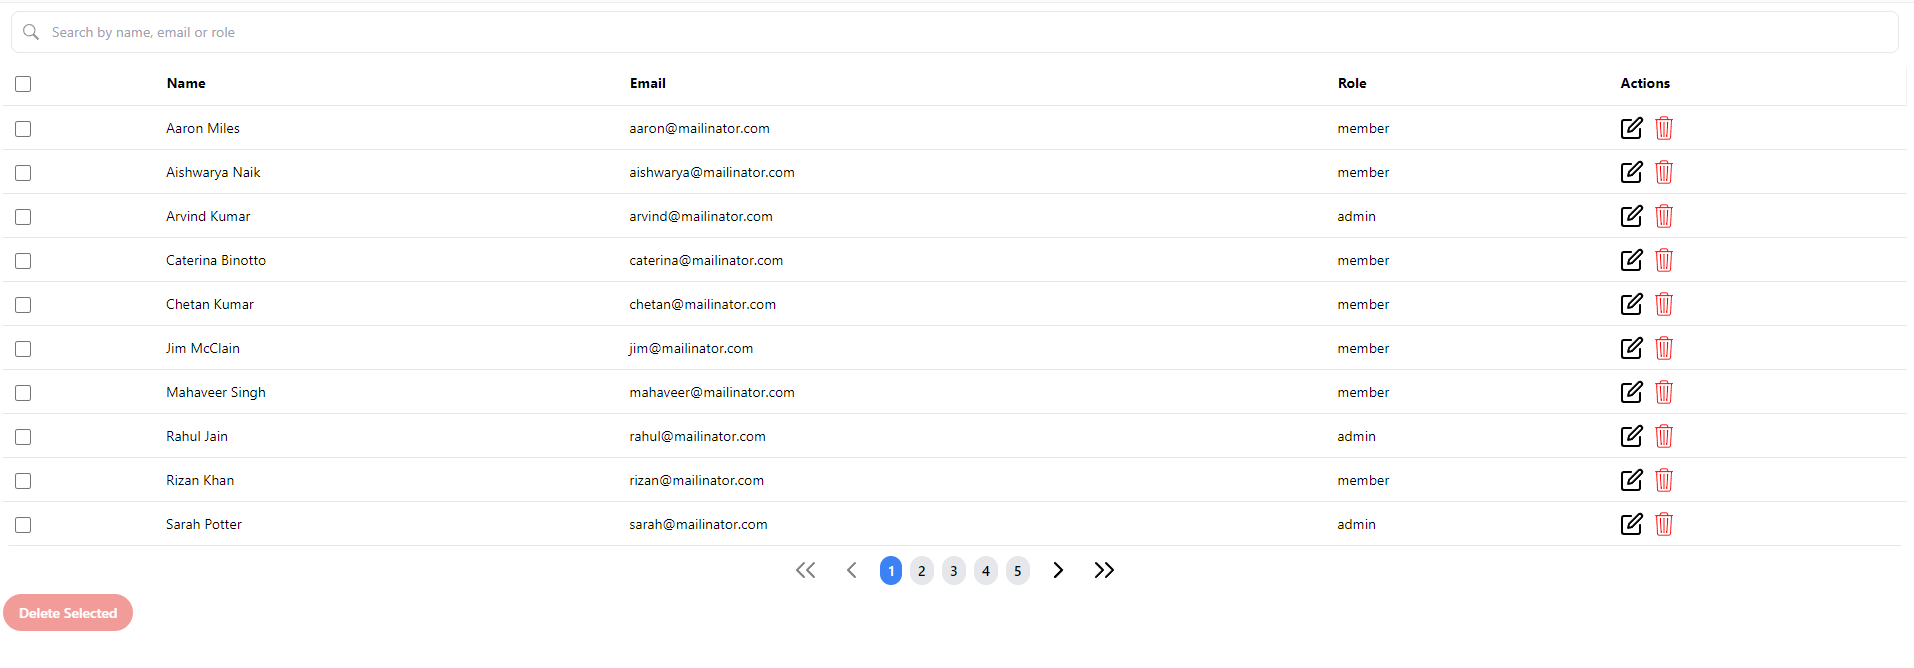 Search by name, email or role
Name Email Role Actions
Aaron Miles aaron@mailinator.com member
Aishwarya Naik aishwarya@mailinator.com member
Arvind Kumar arvind@mailinator.com admin
Caterina Binotto caterina@mailinator.com member
Chetan Kumar chetan@mailinator.com member
Jim McClain jim@mailinator.com member
Mahaveer Singh mahaveer@mailinator.com member
Rahul Jain rahul@mailinator.com admin
Rizan Khan rizan@mailinator.com member
Sarah Potter sarah@mailinator.com admin
1 2 3 4 5
Delete Selected